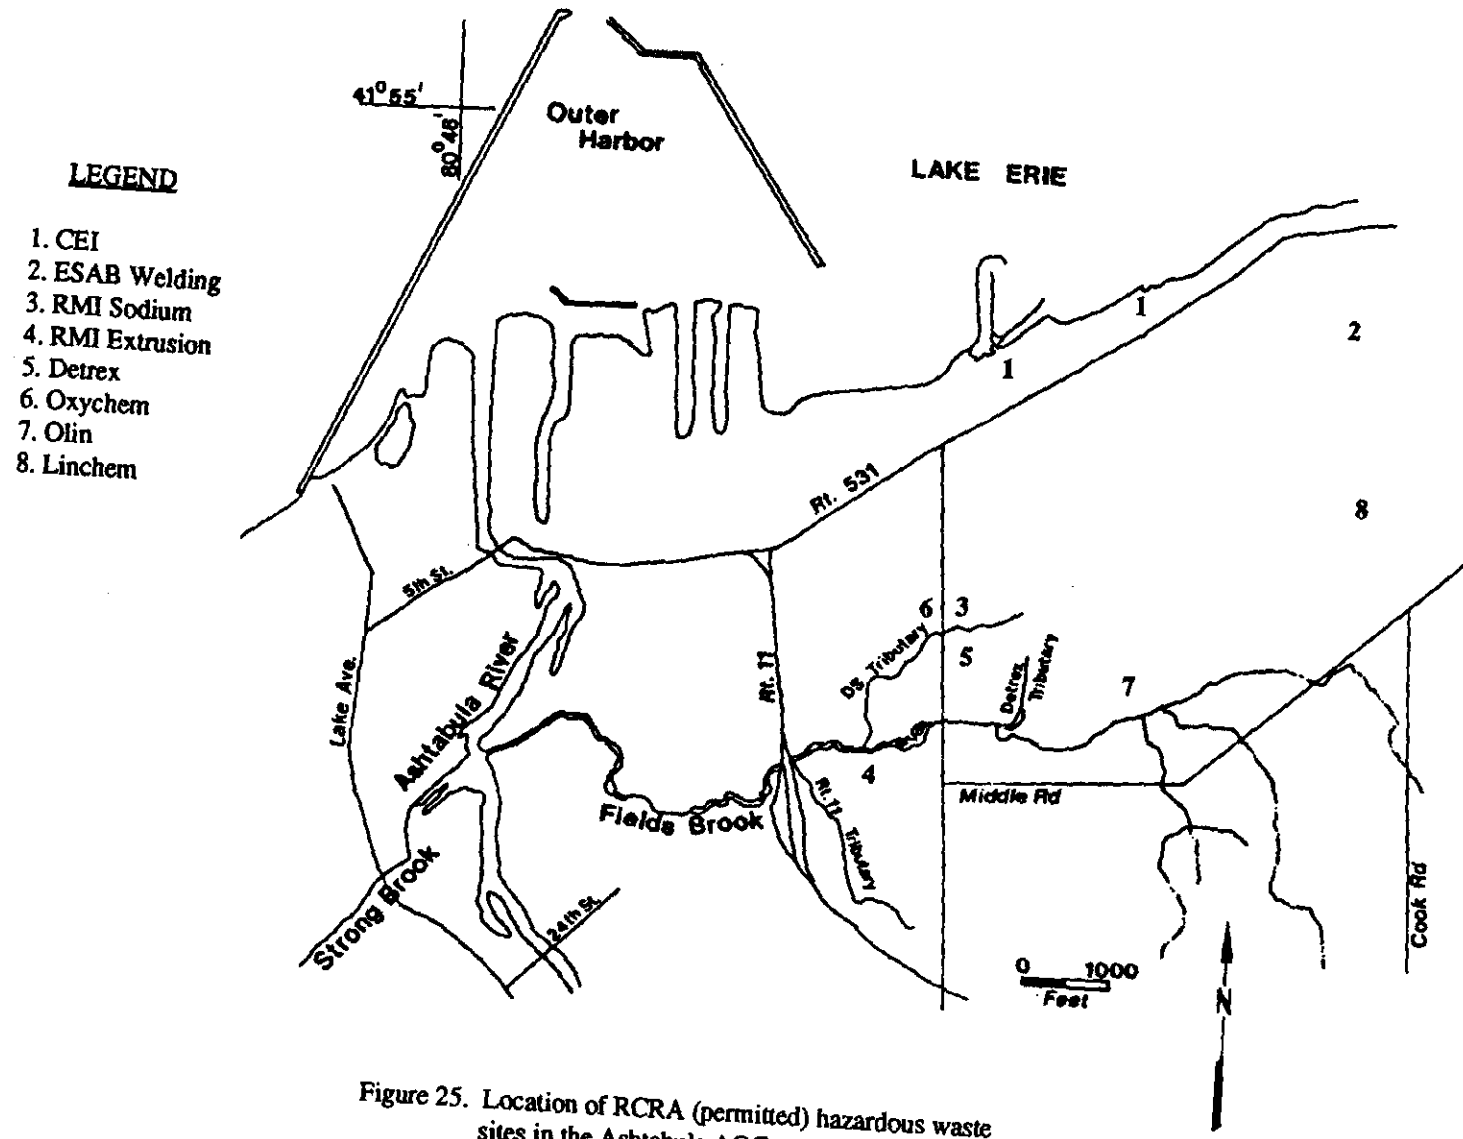 41°55'
80°48'
Outer
Harbor
LAKE ERIE
LEGEND
1. CEI
2. ESAB Welding
3. RMI Sodium
4. RMI Extrusion
5. Detrex
6. Oxychem
7. Olin
8. Linchem
1
2
1
Rt. 531
8
5th St.
6 3
Ds Tributary
5
Detrex
Tributary
7
Lake Ave.
Ashtabula River
Rt. 11
4
Middle Rd
Fields Brook
Rt. 11 Tributary
Strong Brook
24th St.
Cook Rd
0 1000
Feet
N
Figure 25. Location of RCRA (permitted) hazardous waste
sites in the Ashtabula